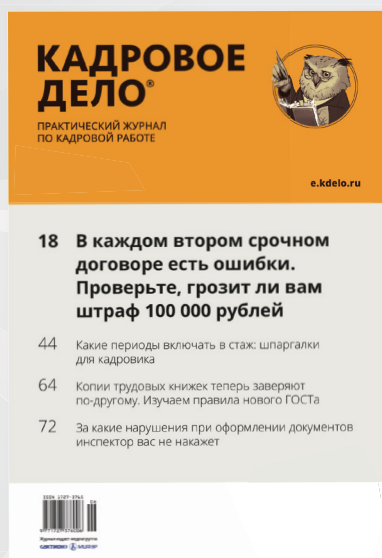 КАДРОВОЕ
ДЕЛО®
ПРАКТИЧЕСКИЙ ЖУРНАЛ
ПО КАДРОВОЙ РАБОТЕ
e.kdelo.ru
18 В каждом втором срочном
договоре есть ошибки.
Проверьте, грозит ли вам
штраф 100 000 рублей
44 Какие периоды включать в стаж: шпаргалки
для кадровика
64 Копии трудовых книжек теперь заверяют
по-другому. Изучаем правила нового ГОСТа
72 За какие нарушения при оформлении документов
инспектор вас не накажет